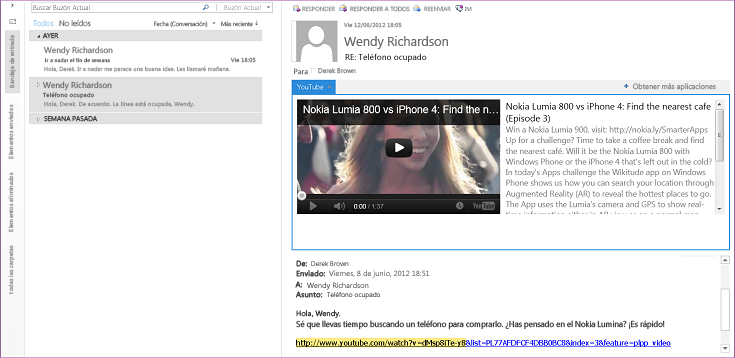 Buscar Buzón Actual
Buzón Actual
Todos No leídos
Fecha (Conversación)
Más reciente ↓
AYER
Wendy Richardson
Ir a nadar el fin de semana
Vie 18:05
Hola, Derek. Ir a nadar me parece una buena idea. Les llamaré mañana.
Wendy Richardson
Teléfono ocupado
Hola, Derek. De acuerdo. La línea está ocupada, Wendy.
SEMANA PASADA
Bandeja de entrada
Elementos enviados
Elementos eliminados
todas las carpetas
RESPONDER
RESPONDER A TODOS
REENVIAR
IM
Vie 12/06/2012 18:05
Wendy Richardson
RE: Teléfono ocupado
Para Derek Brown
YouTube
+ Obtener más aplicaciones
Nokia Lumia 800 vs iPhone 4: Find the n...
0:00 / 1:37
YouTube
Nokia Lumia 800 vs iPhone 4: Find the nearest cafe
(Episode 3)
Win a Nokia Lumia 900, visit: http://nokia.ly/SmarterApps
Up for a challenge? Time to take a coffee break and find
the nearest café. Will it be the Nokia Lumia 800 with
Windows Phone or the iPhone 4 that's left out in the cold?
In today's Apps challenge the Wikitude app on Windows
Phone shows us how you can search your location through
Augmented Reality (AR) to reveal the hottest places to go.
The App uses the Lumia's camera and GPS to show real-
De: Derek Brown
Enviado: Viernes, 8 de junio, 2012 18:51
A: Wendy Richardson
Asunto: Teléfono ocupado
Hola, Wendy.
Sé que llevas tiempo buscando un teléfono para comprarlo. ¿Has pensado en el Nokia Lumina? ¡Es rápido!
http://www.youtube.com/watch?v=dMsp8iTe-y8&list=PL77AFDFCF4DBB0BC8&index=3&feature=plpp_video